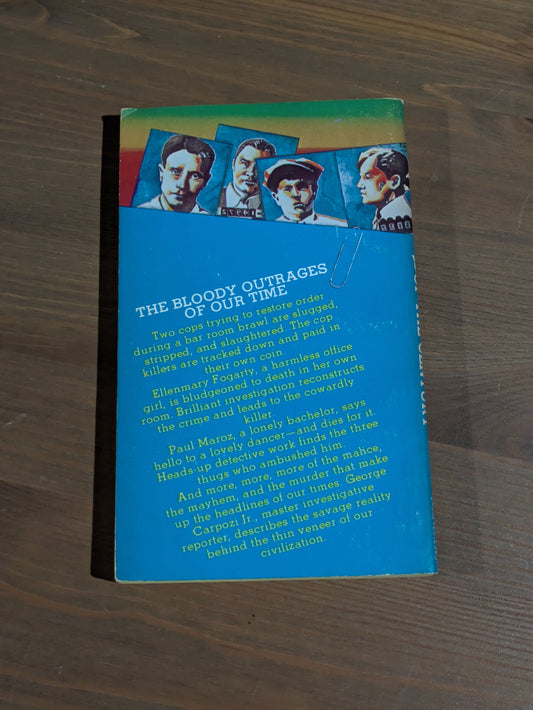 THE BLOODY OUTRAGES
OF OUR TIME
Two cops trying to restore order
during a bar room brawl are slugged,
stripped, and slaughtered. The cop
killers are tracked down and paid in
their own coin.
Ellenmary Fogarty, a harmless office
girl, is bludgeoned to death in her own
room. Brilliant investigation reconstructs
the crime and leads to the cowardly
killer.
Paul Maroz, a lonely bachelor, says
hello to a lovely dancer—and dies for it.
Heads-up detective work finds the three
thugs who ambushed him.
And more, more, more of the malice,
the mayhem, and the murder that make
up the headlines of our times. George
Carpozi Jr., master investigative
reporter, describes the savage reality
behind the thin veneer of our
civilization.